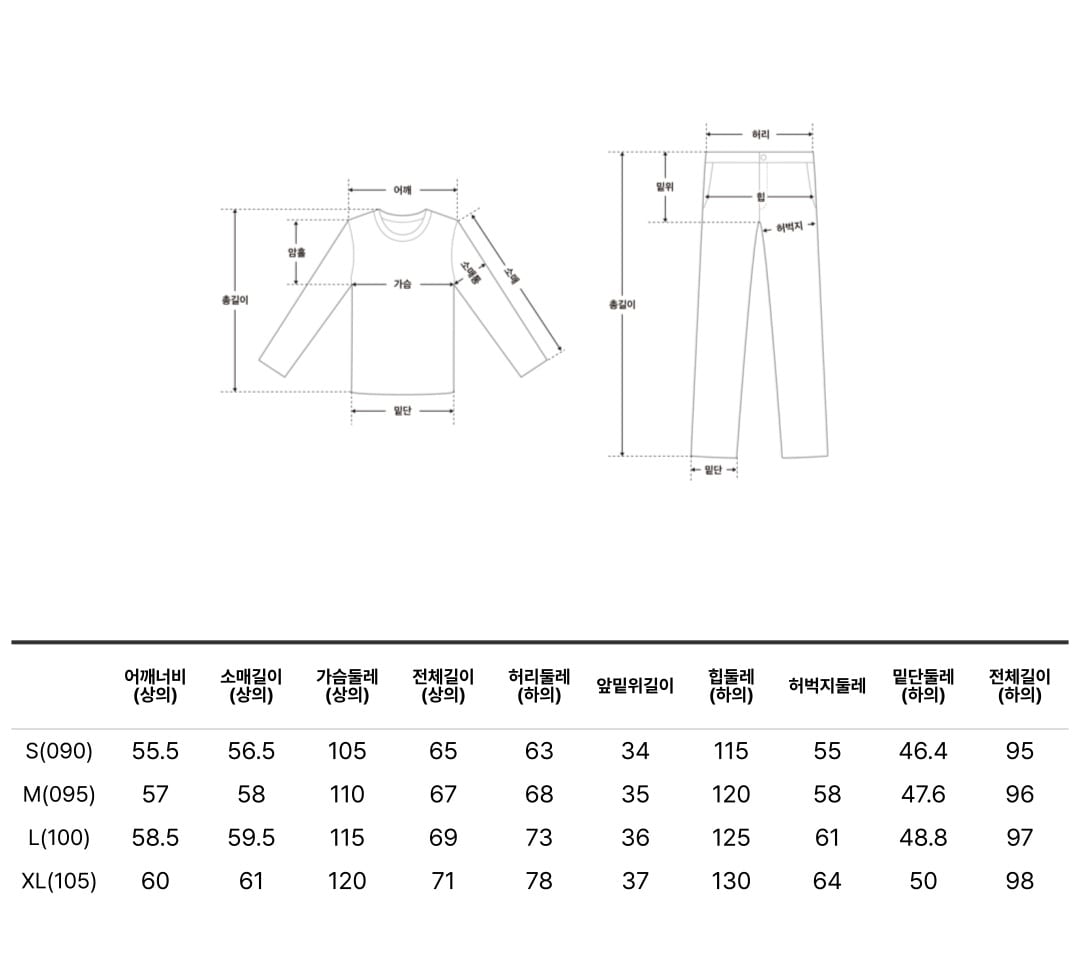 허리
밑위
힙
허벅지
총길이
밑단
어깨
암홀
소매통
소매
가슴
총길이
밑단
어깨너비 소매길이 가슴둘레 전체길이 허리둘레 앞밑위길이 힙둘레 허벅지둘레 밑단둘레 전체길이
(상의) (상의) (상의) (상의) (하의) (하의) (하의) (하의)
S(090) 55.5 56.5 105 65 63 34 115 55 46.4 95
M(095) 57 58 110 67 68 35 120 58 47.6 96
L(100) 58.5 59.5 115 69 73 36 125 61 48.8 97
XL(105) 60 61 120 71 78 37 130 64 50 98